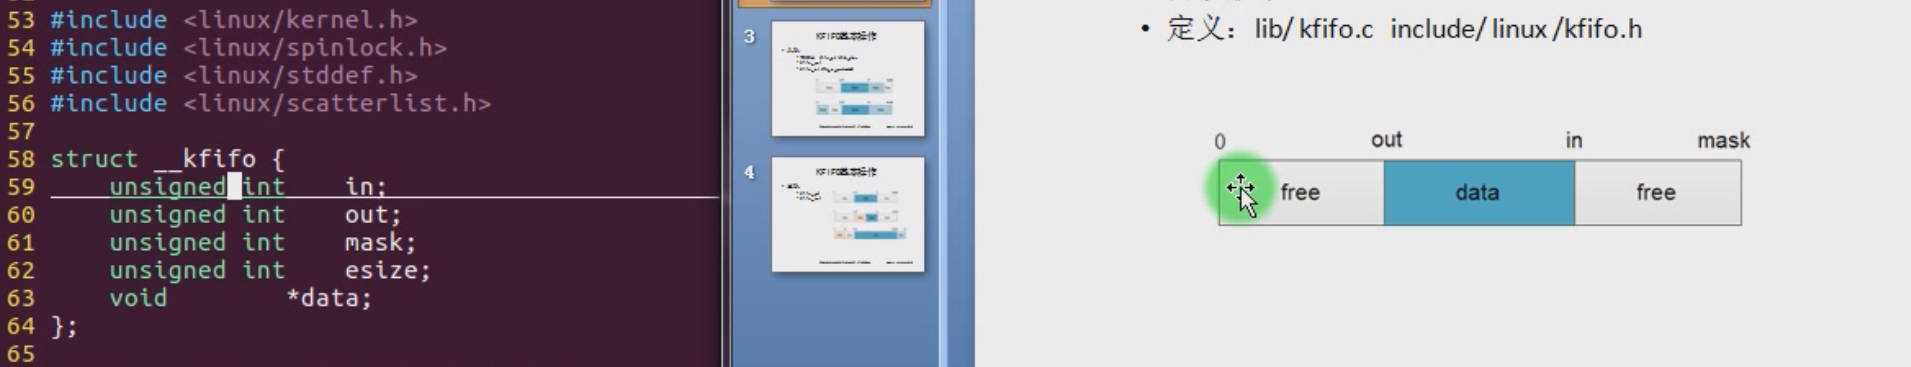 53 #include <linux/kernel.h>
54 #include <linux/spinlock.h>
55 #include <linux/stddef.h>
56 #include <linux/scatterlist.h>
57
58 struct __kfifo {
59     unsigned int    in;
60     unsigned int    out;
61     unsigned int    mask;
62     unsigned int    esize;
63     void        *data;
64 };
65
3
KFIFO基本操作
4
KFIFO基本操作
• 定义：lib/ kfifo.c include/ linux /kfifo.h
0 out in mask
free data free